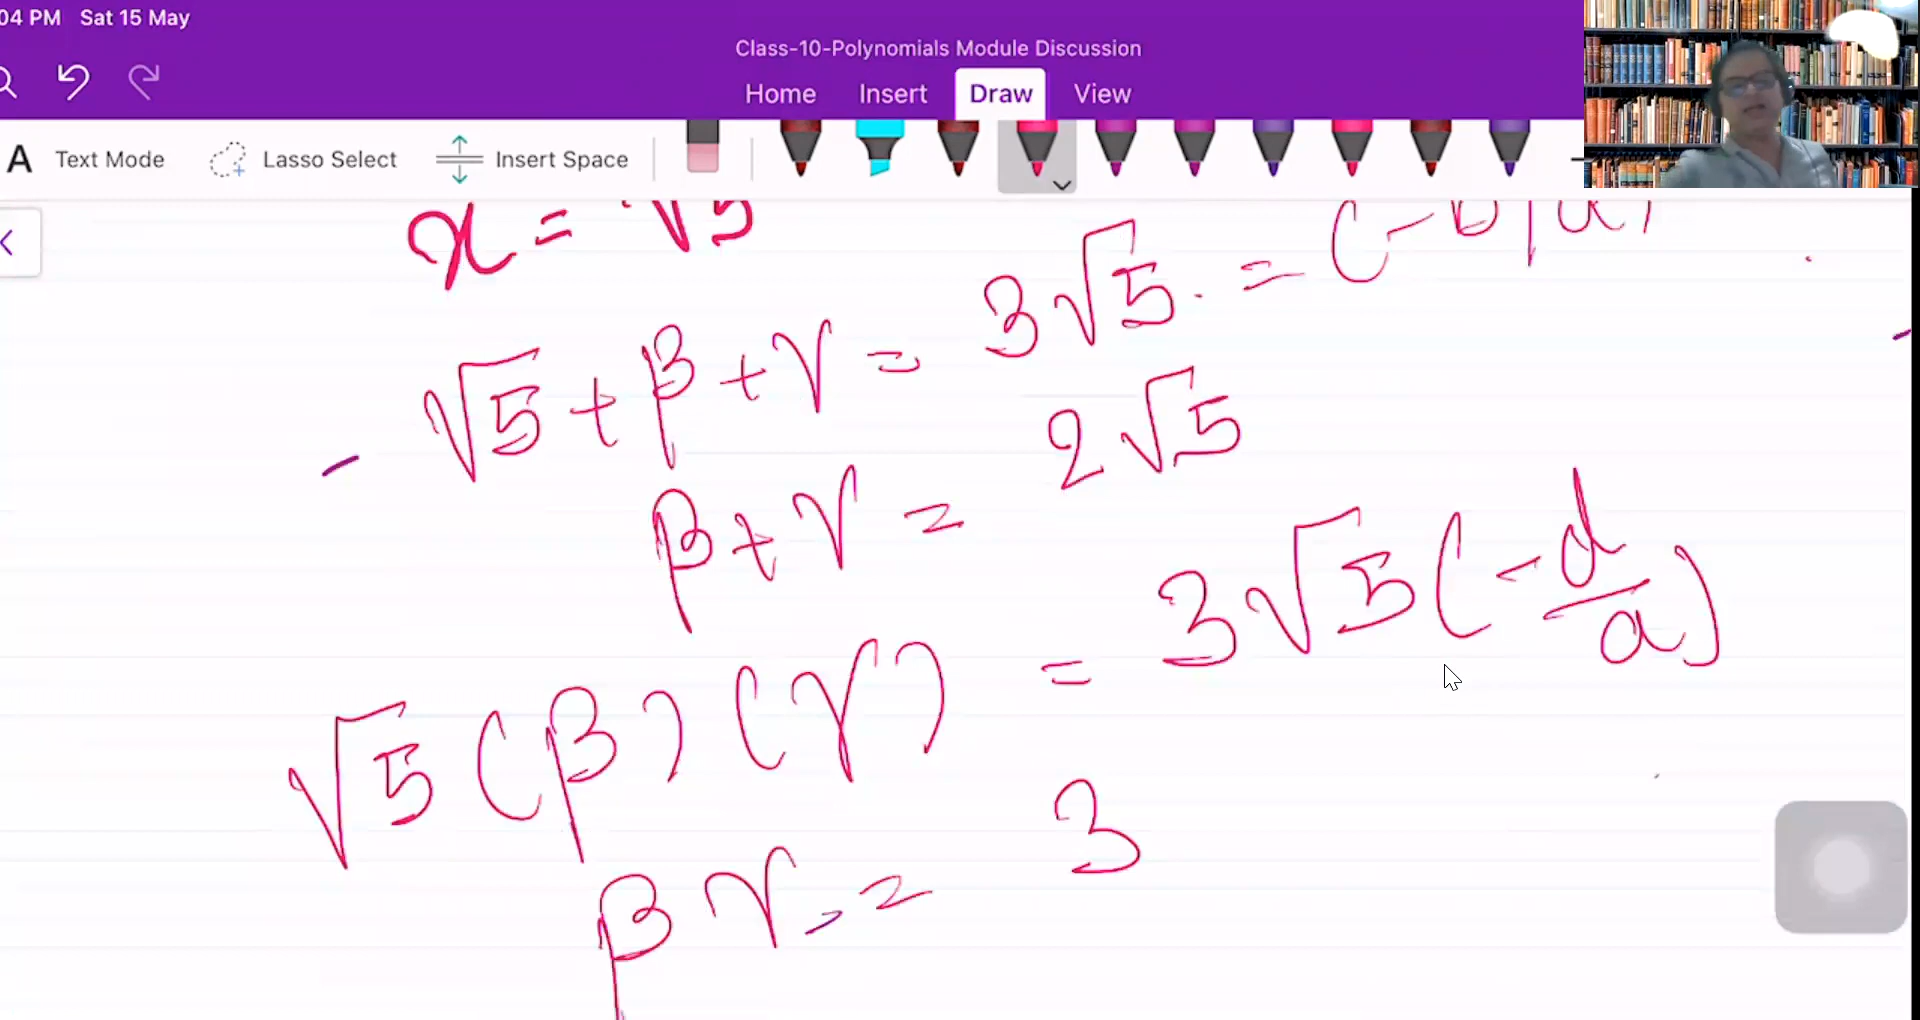 04 PM Sat 15 May
Class-10-Polynomials Module Discussion
Home Insert Draw View
A Text Mode Lasso Select Insert Space
x = √5
√5 + β + γ = 3√5 = (-b/a)
β + γ = 2√5
√5 (β) (γ) = 3√5 (-d/a)
βγ = 3